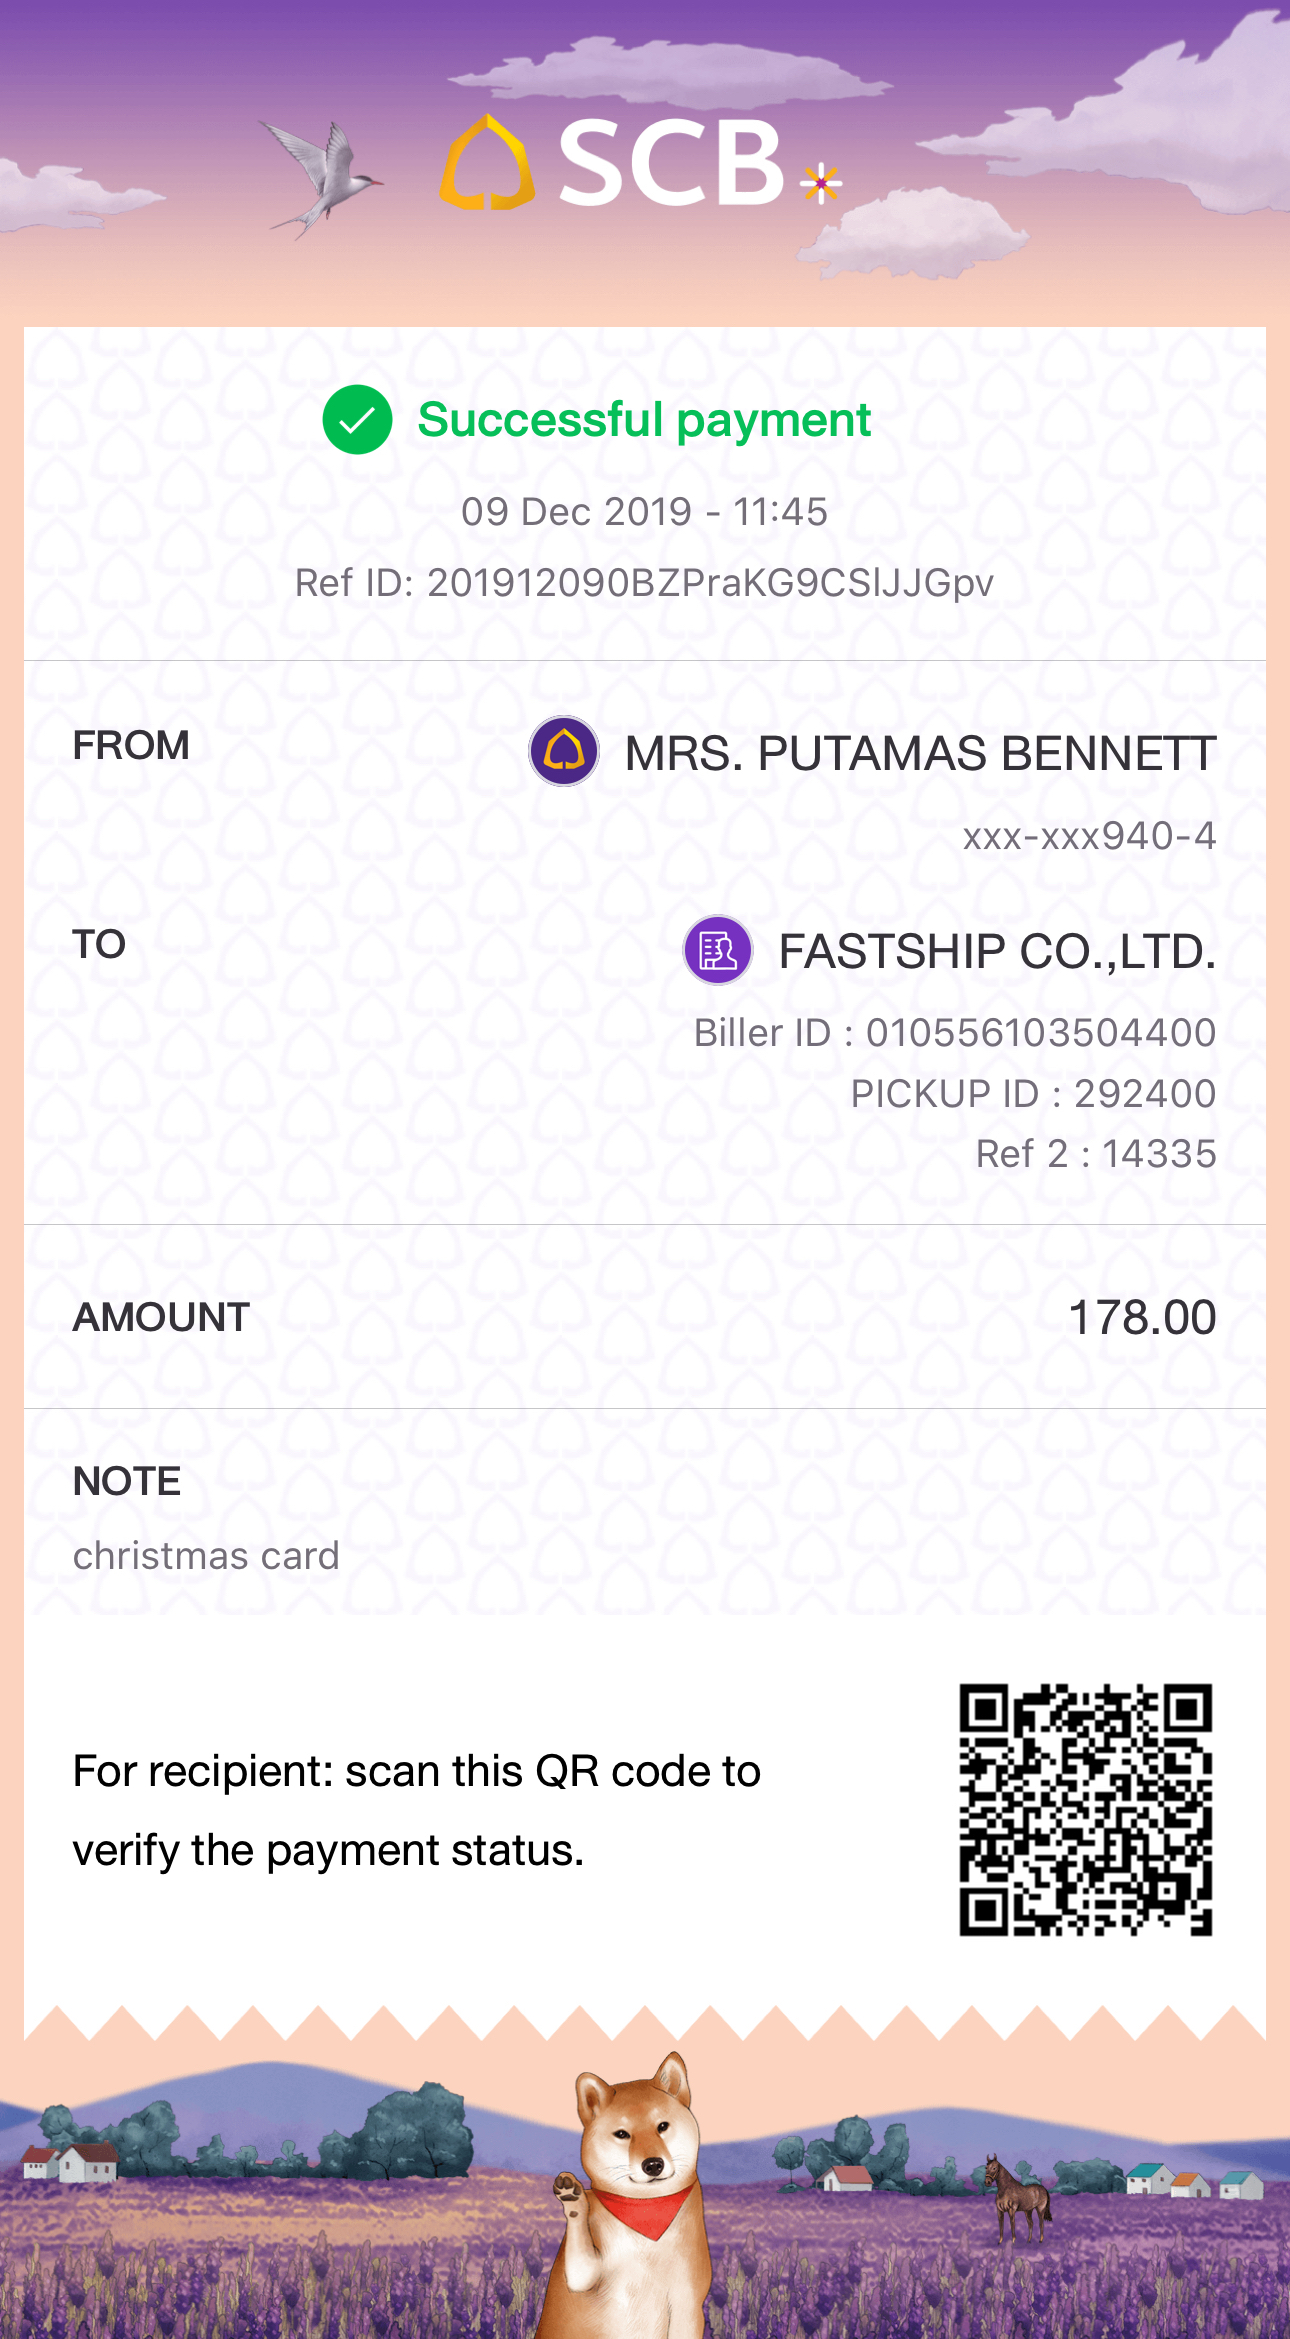 SCB
Successful payment
09 Dec 2019 - 11:45
Ref ID: 201912090BZPraKG9CSlJJGpv
FROM
MRS. PUTAMAS BENNETT
xxx-xxx940-4
TO
FASTSHIP CO.,LTD.
Biller ID : 010556103504400
PICKUP ID : 292400
Ref 2 : 14335
AMOUNT
178.00
NOTE
christmas card
For recipient: scan this QR code to
verify the payment status.